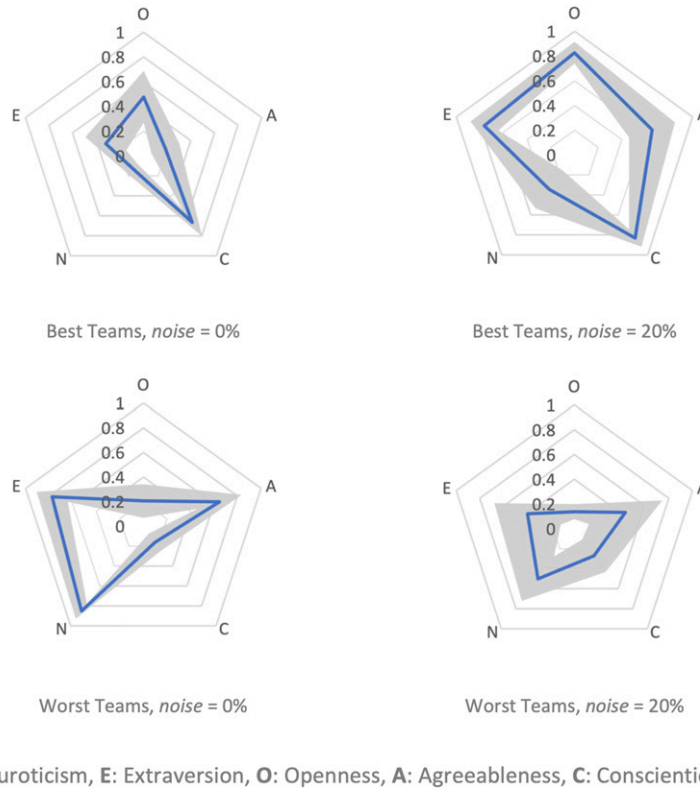 O
1
0.8
0.6
0.4
0.2
0
E
A
N
C
Best Teams, noise = 0%
O
1
0.8
0.6
0.4
0.2
0
E
N
C
Best Teams, noise = 20%
O
1
0.8
0.6
0.4
0.2
0
E
A
N
C
Worst Teams, noise = 0%
O
1
0.8
0.6
0.4
0.2
0
E
N
C
Worst Teams, noise = 20%
uroticism, E: Extraversion, O: Openness, A: Agreeableness, C: Conscienti